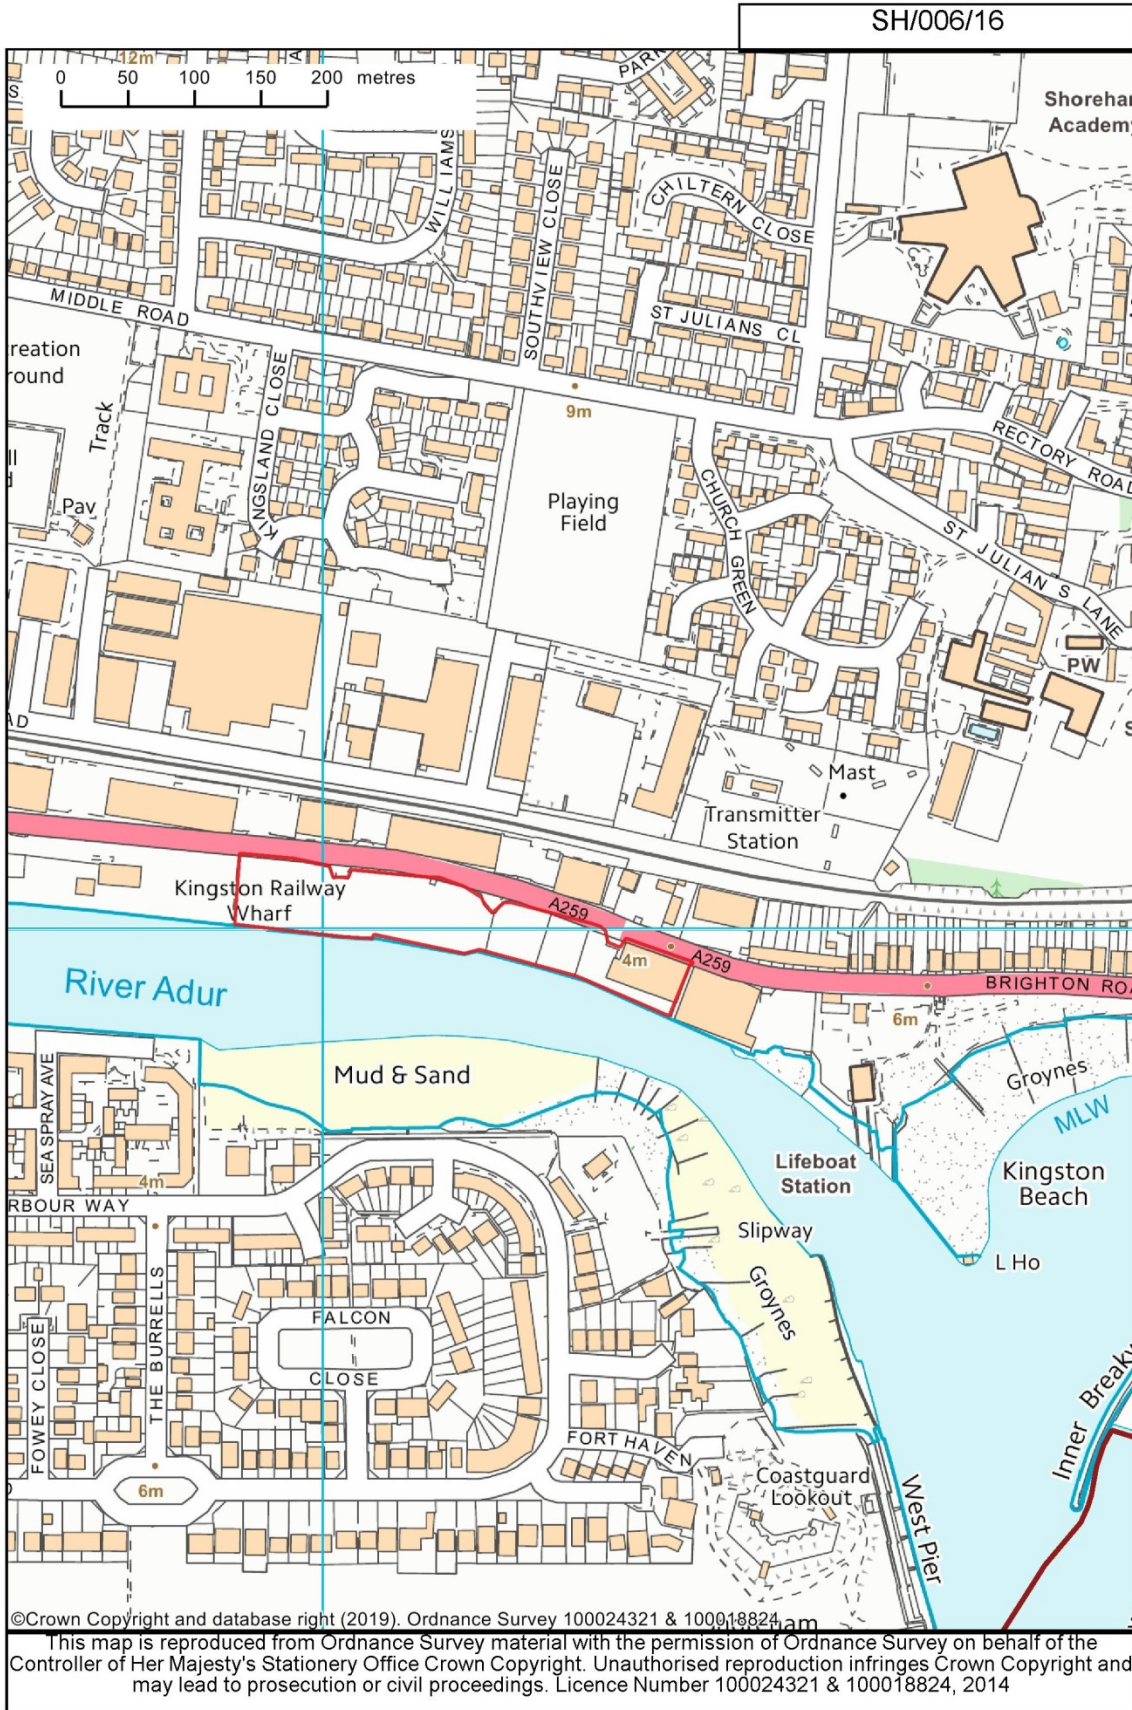 SH/006/16
12m
0 50 100 150 200 metres
PARK
Shoreham
Academy
WILLIAMS
SOUTHVIEW CLOSE
CHILTERN CLOSE
MIDDLE ROAD
ST JULIANS CL
KINGSLAND CLOSE
Track
9m
RECTORY ROAD
Pav
Playing
Field
CHURCH GREEN
ST JULIAN S LANE
PW
Mast
Transmitter
Station
Kingston Railway
Wharf
A259
4m
A259
River Adur
BRIGHTON ROA
6m
Mud & Sand
Groynes
MLW
SEA SPRAY AVE
Lifeboat
Station
Kingston
Beach
4m
RBOUR WAY
Slipway
L Ho
Groynes
THE BURRELLS
FALCON
CLOSE
FOWEY CLOSE
Inner Breakw
FORT HAVEN
Coastguard
Lookout
6m
West Pier
©Crown Copyright and database right (2019). Ordnance Survey 100024321 & 100018824
This map is reproduced from Ordnance Survey material with the permission of Ordnance Survey on behalf of the
Controller of Her Majesty's Stationery Office Crown Copyright. Unauthorised reproduction infringes Crown Copyright and
may lead to prosecution or civil proceedings. Licence Number 100024321 & 100018824, 2014